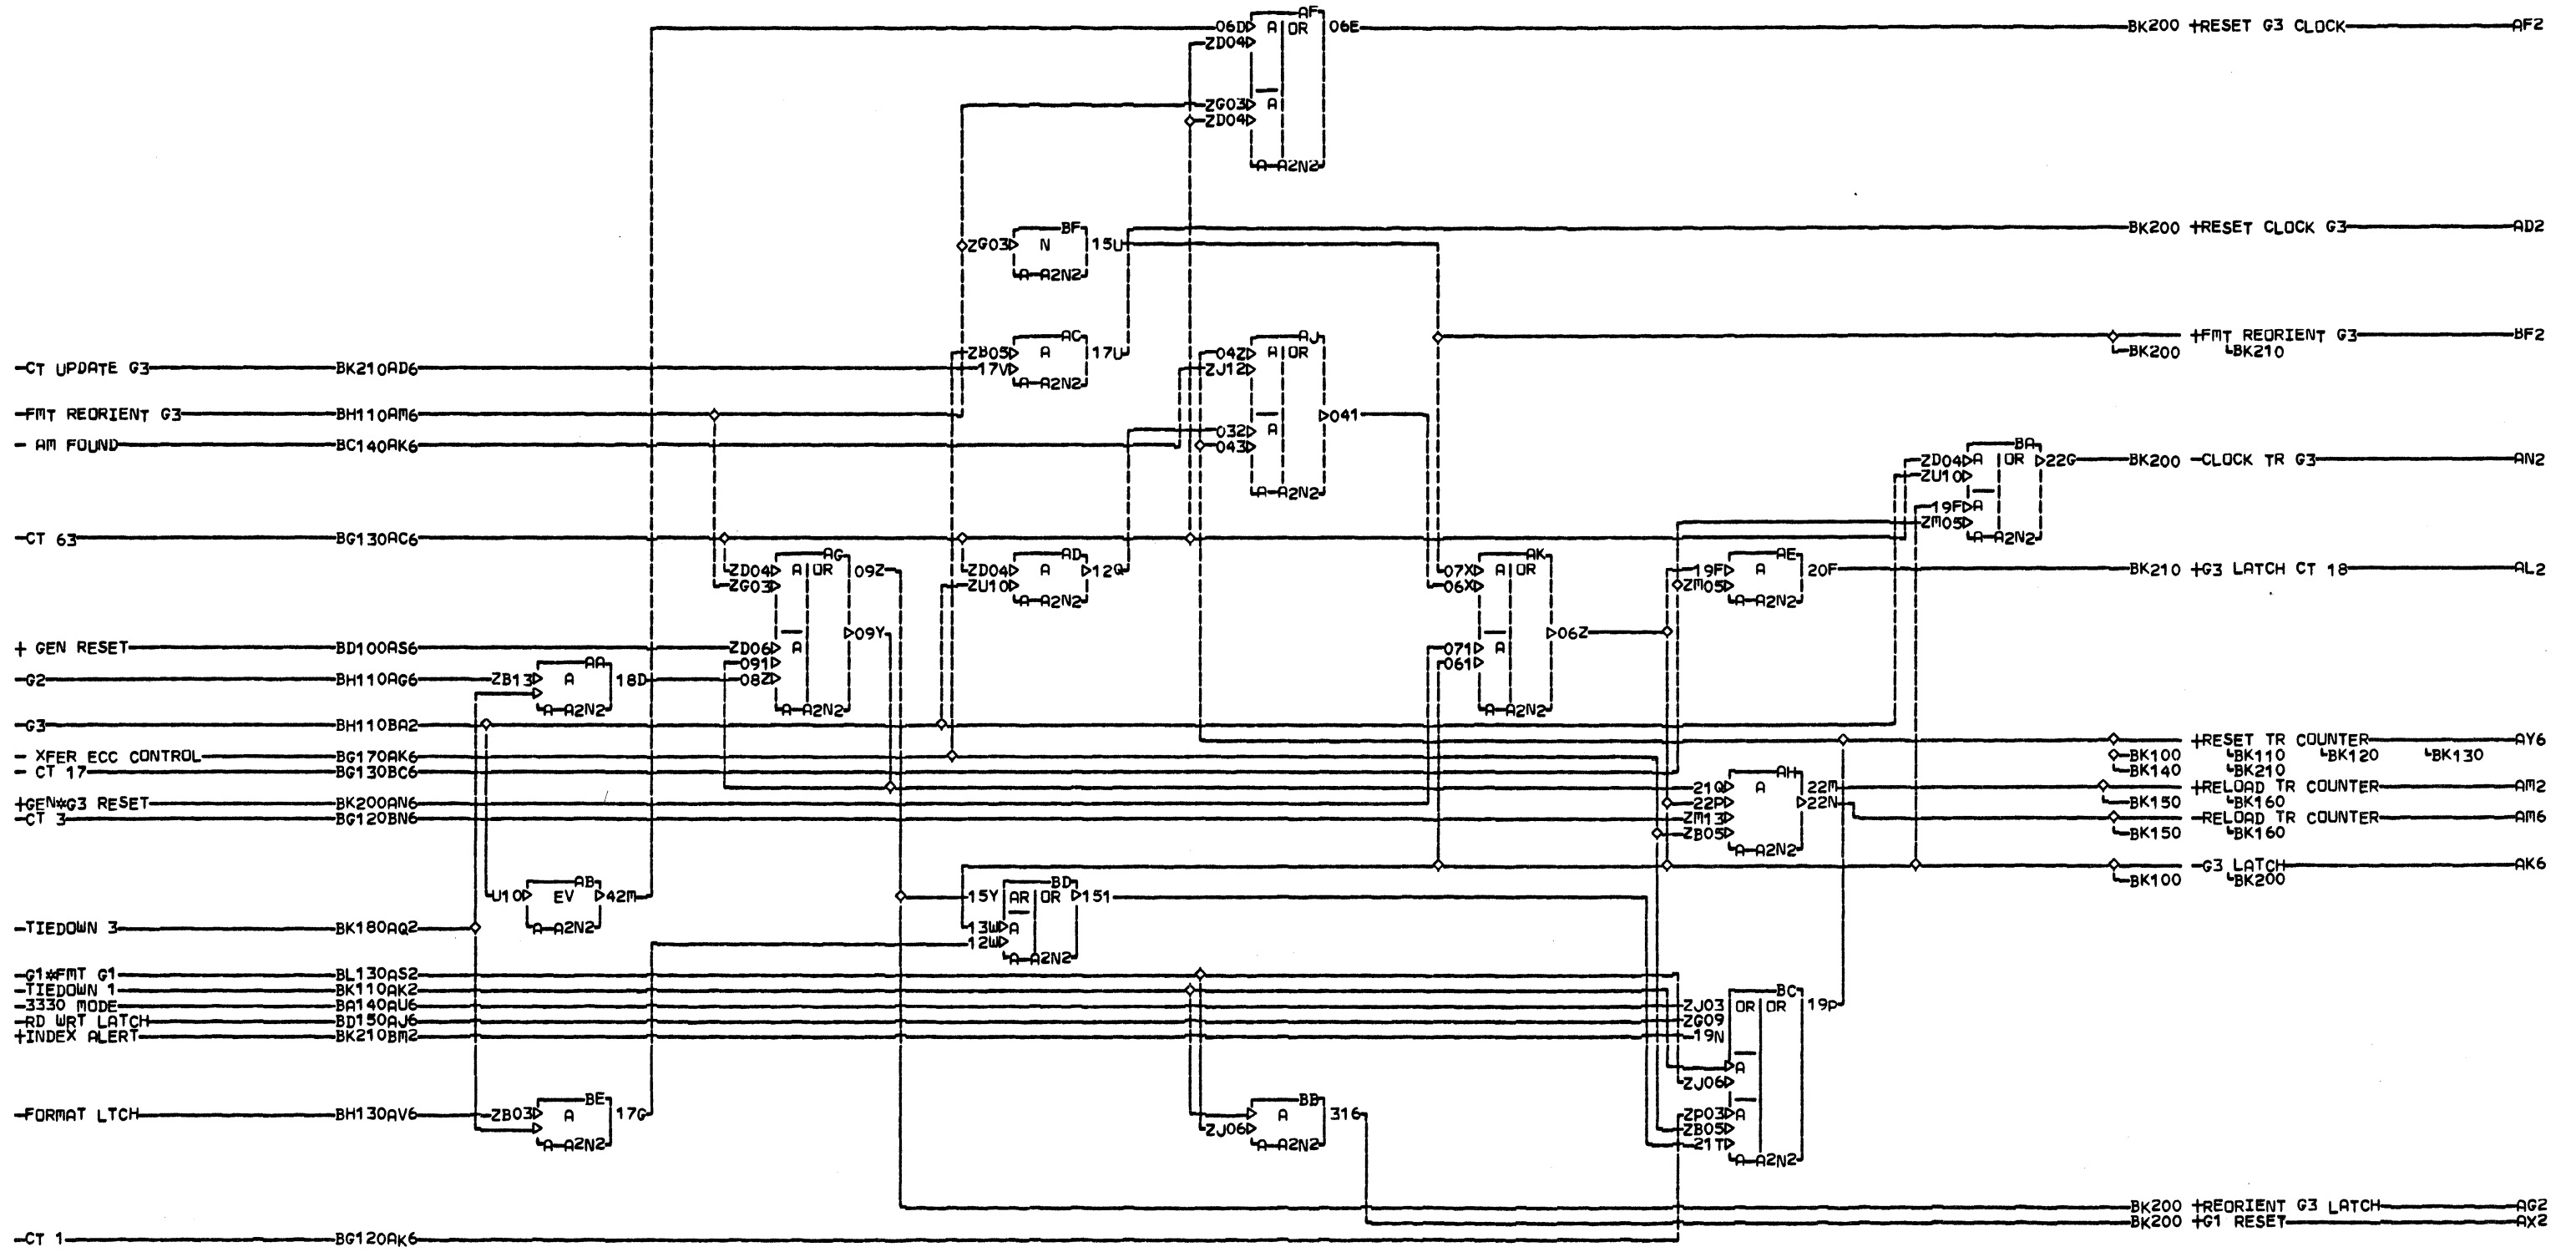 AF
06D A OR 06E BK200 +RESET G3 CLOCK AF2
ZD04
ZG03 A
ZD04
A-A2N2
BF BK200 +RESET CLOCK G3 AD2
ZG03 N 15U
A-A2N2
AC AJ +FMT REORIENT G3 BF2
ZB05 A 17U 04Z A OR BK200 BK210
-CT UPDATE G3 BK210AD6 17V ZJ12
A-A2N2
-FMT REORIENT G3 BH110AM6 041
032 A
- AM FOUND BC140AK6 043 BA
ZD04 A OR 22G BK200 -CLOCK TR G3 AN2
ZU10
A-A2N2
19F A
ZM05
-CT 63 BG130AC6 A-A2N2
AG AD AK AE
ZD04 A OR 09Z ZD04 A 12Q 07X A OR 19F A 20F BK210 +G3 LATCH CT 18 AL2
ZG03 ZU10 06X ZM05
A-A2N2 A-A2N2
09Y 06Z
+ GEN RESET BD100AS6 ZD06 A 071 A
AA 091 061
-G2 BH110AG6 ZB13 A 18D 08Z
A-A2N2 A-A2N2 A-A2N2
-G3 BH110BA2
+RESET TR COUNTER AY6
- XFER ECC CONTROL BG170AK6 BK100 BK110 BK120 BK130
- CT 17 BG130BC6 AH BK140 BK210
21Q A 22M +RELOAD TR COUNTER AM2
+GEN*G3 RESET BK200AN6 22P 22N BK150 BK160
-CT 3 BG120BN6 ZM13 -RELOAD TR COUNTER AM6
ZB05 BK150 BK160
A-A2N2
-G3 LATCH AK6
AB BD BK100 BK200
U10 EV 42M 15Y AR OR 151
-TIEDOWN 3 BK180AQ2 A-A2N2 13W A
12W
A-A2N2
-G1*FMT G1 BL130AS2
-TIEDOWN 1 BK110AK2 BC
-3330 MODE BA140AU6 ZJ03 OR OR 19P
-RD WRT LATCH BD150AJ6 ZG09
+INDEX ALERT BK210BM2 19N
A
ZJ06
BE BB
-FORMAT LTCH BH130AV6 ZB03 A 17G A 316 ZP03 A
ZJ06 ZB05
A-A2N2 A-A2N2 21T
A-A2N2
BK200 +REORIENT G3 LATCH AG2
BK200 +G1 RESET AX2
-CT 1 BG120AK6